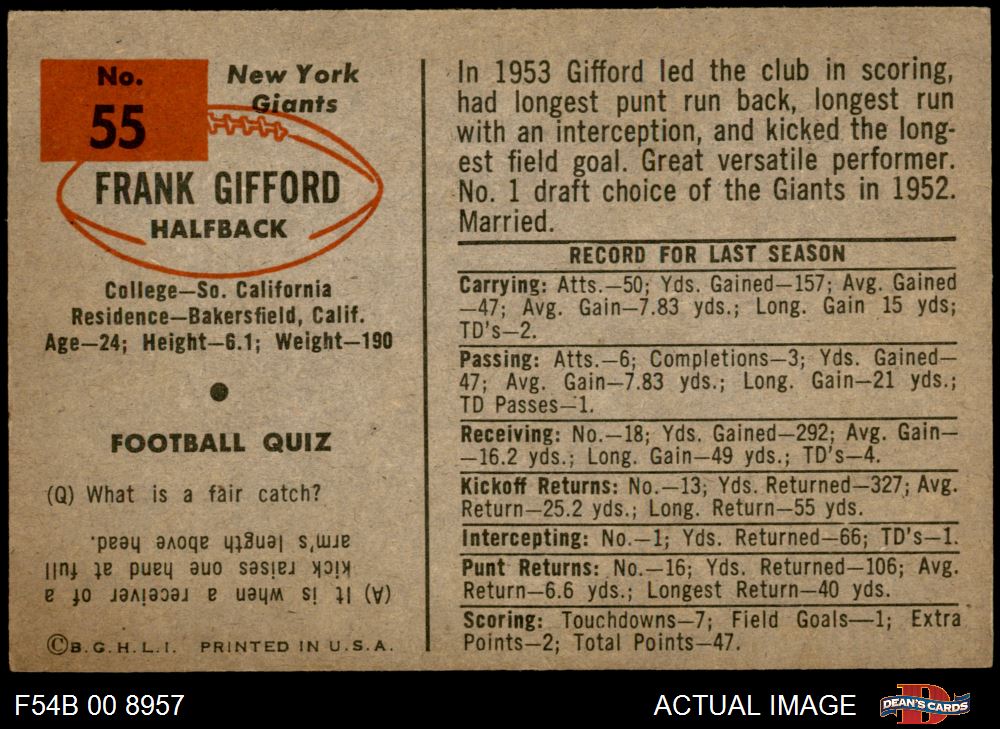 No.
55
New York
Giants
FRANK GIFFORD
HALFBACK
College—So. California
Residence—Bakersfield, Calif.
Age—24; Height—6.1; Weight—190
FOOTBALL QUIZ
(Q) What is a fair catch?
(A) It is when a receiver of a
kick raises one hand at full
arm's length above head.
©B.G.H.L.I. PRINTED IN U.S.A.
In 1953 Gifford led the club in scoring,
had longest punt run back, longest run
with an interception, and kicked the long-
est field goal. Great versatile performer.
No. 1 draft choice of the Giants in 1952.
Married.
RECORD FOR LAST SEASON
Carrying: Atts.—50; Yds. Gained—157; Avg. Gained
—47; Avg. Gain—7.83 yds.; Long. Gain 15 yds;
TD's—2.
Passing: Atts.—6; Completions—3; Yds. Gained—
47; Avg. Gain—7.83 yds.; Long. Gain—21 yds.;
TD Passes—1.
Receiving: No.—18; Yds. Gained—292; Avg. Gain—
—16.2 yds.; Long. Gain—49 yds.; TD's—4.
Kickoff Returns: No.—13; Yds. Returned—327; Avg.
Return—25.2 yds.; Long. Return—55 yds.
Intercepting: No.—1; Yds. Returned—66; TD's—1.
Punt Returns: No.—16; Yds. Returned—106; Avg.
Return—6.6 yds.; Longest Return—40 yds.
Scoring: Touchdowns—7; Field Goals—1; Extra
Points—2; Total Points—47.
F54B 00 8957
ACTUAL IMAGE
D
DEAN'S CARDS